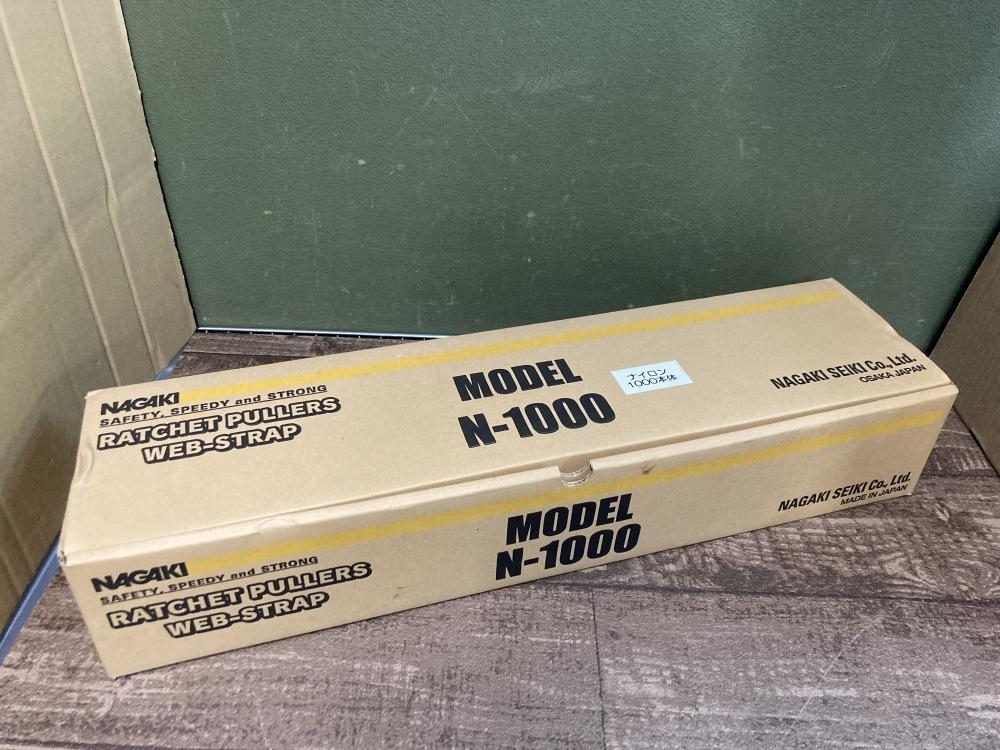 NAGAKI
SAFETY, SPEEDY and STRONG
RATCHET PULLERS
WEB-STRAP
MODEL
N-1000
ナイロン
1000本体
NAGAKI SEIKI Co., Ltd.
OSAKA JAPAN
NAGAKI
SAFETY, SPEEDY and STRONG
RATCHET PULLERS
WEB-STRAP
MODEL
N-1000
NAGAKI SEIKI Co., Ltd.
MADE IN JAPAN